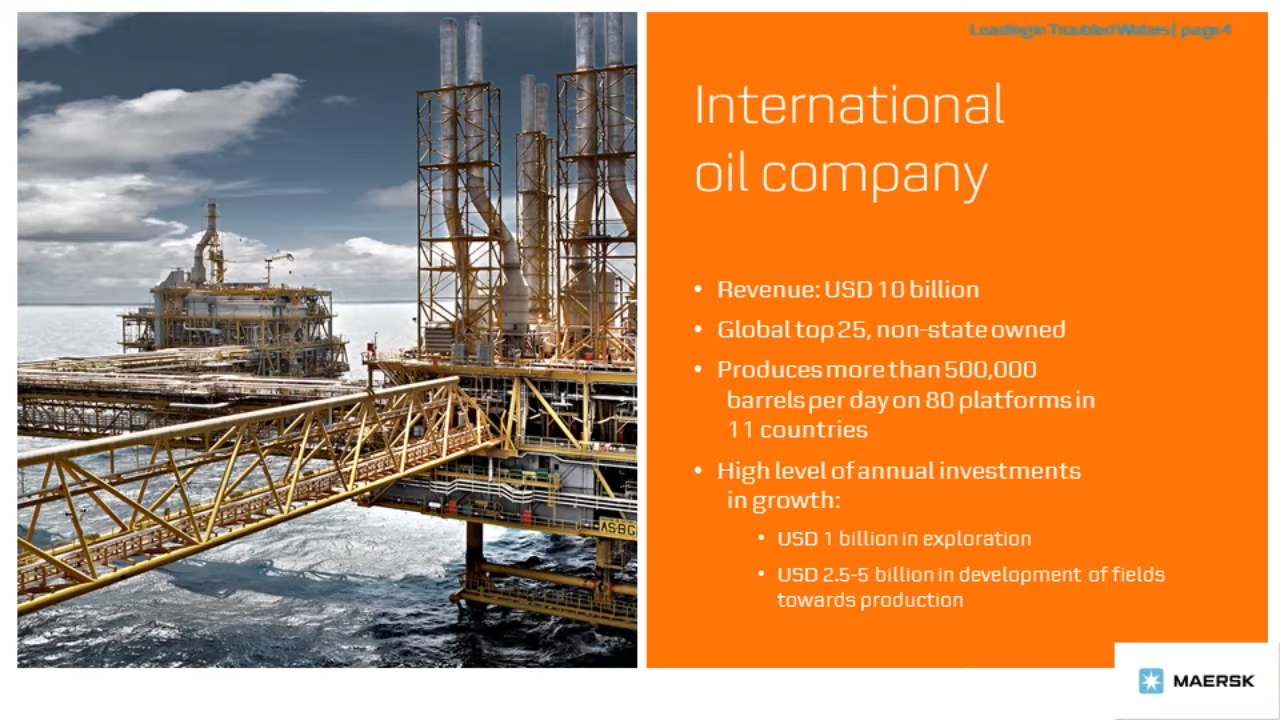 Leading in Troubled Waters | page 4
International
oil company
• Revenue: USD 10 billion
• Global top 25, non-state owned
• Produces more than 500,000
barrels per day on 80 platforms in
11 countries
• High level of annual investments
in growth:
• USD 1 billion in exploration
• USD 2.5-5 billion in development of fields
towards production
ASBG
MAERSK